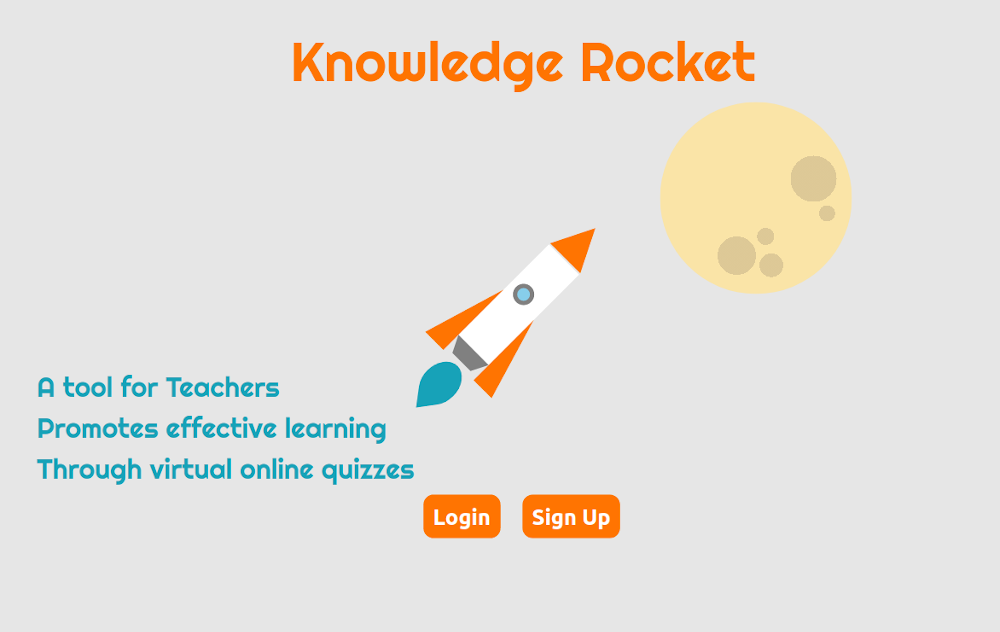 Knowledge Rocket
A tool for Teachers
Promotes effective learning
Through virtual online quizzes
Login
Sign Up